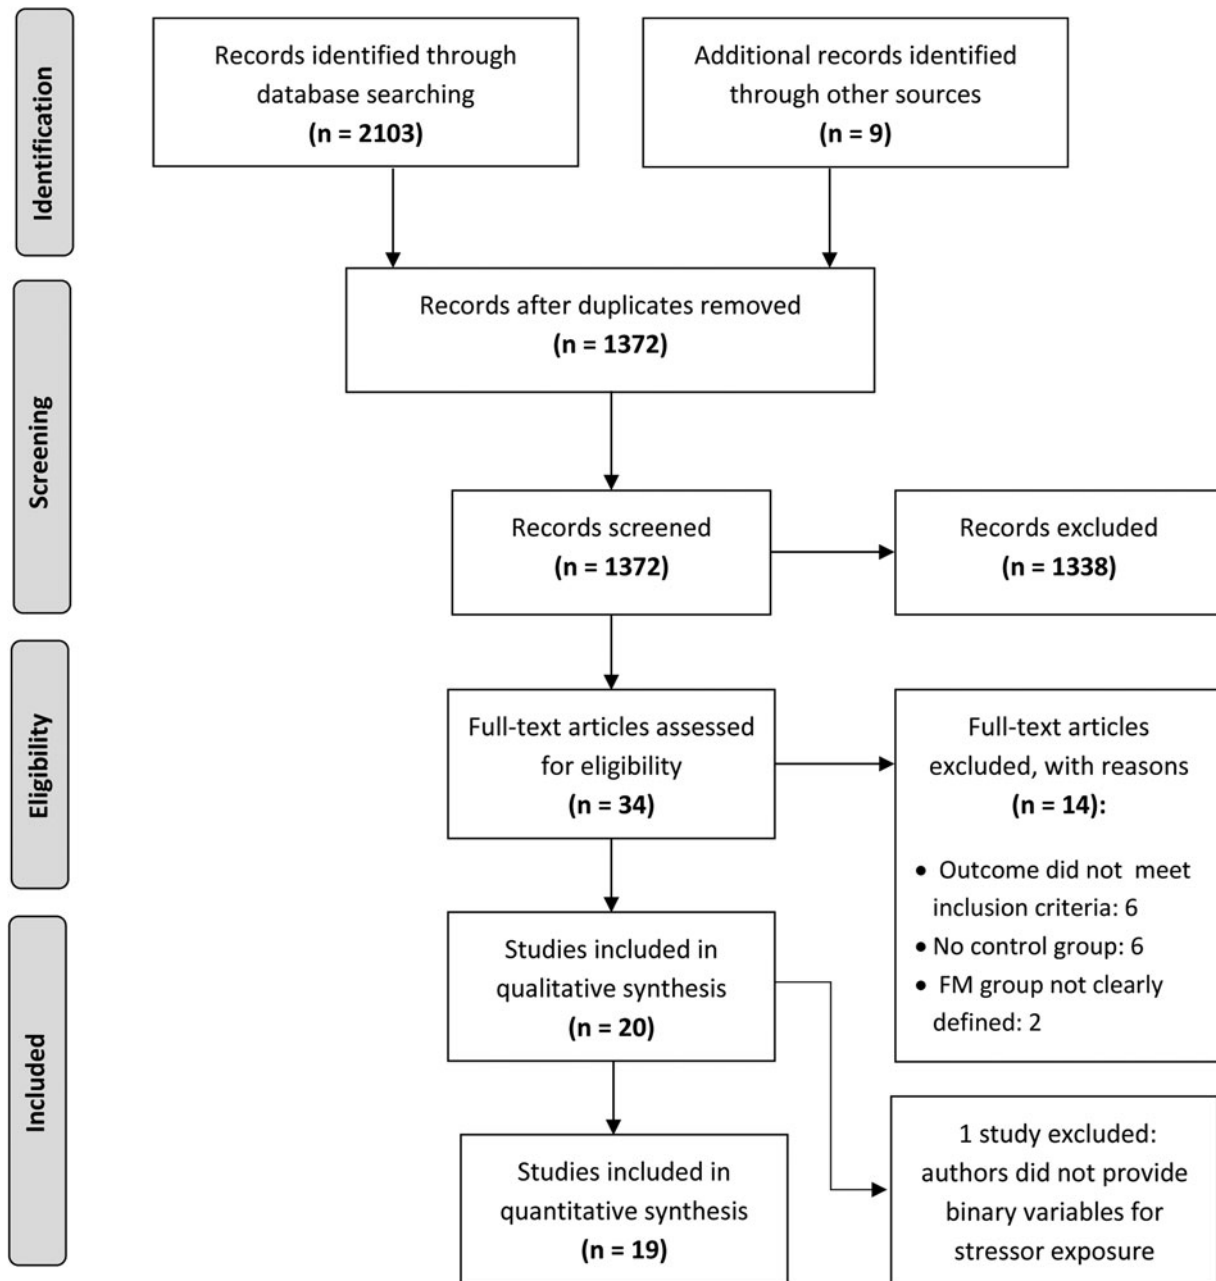 Identification
Records identified through
database searching
(n = 2103)
Additional records identified
through other sources
(n = 9)
Screening
Records after duplicates removed
(n = 1372)
Records screened
(n = 1372)
Records excluded
(n = 1338)
Eligibility
Full-text articles assessed
for eligibility
(n = 34)
Full-text articles
excluded, with reasons
(n = 14):
• Outcome did not meet
inclusion criteria: 6
• No control group: 6
• FM group not clearly
defined: 2
Included
Studies included in
qualitative synthesis
(n = 20)
1 study excluded:
authors did not provide
binary variables for
stressor exposure
Studies included in
quantitative synthesis
(n = 19)